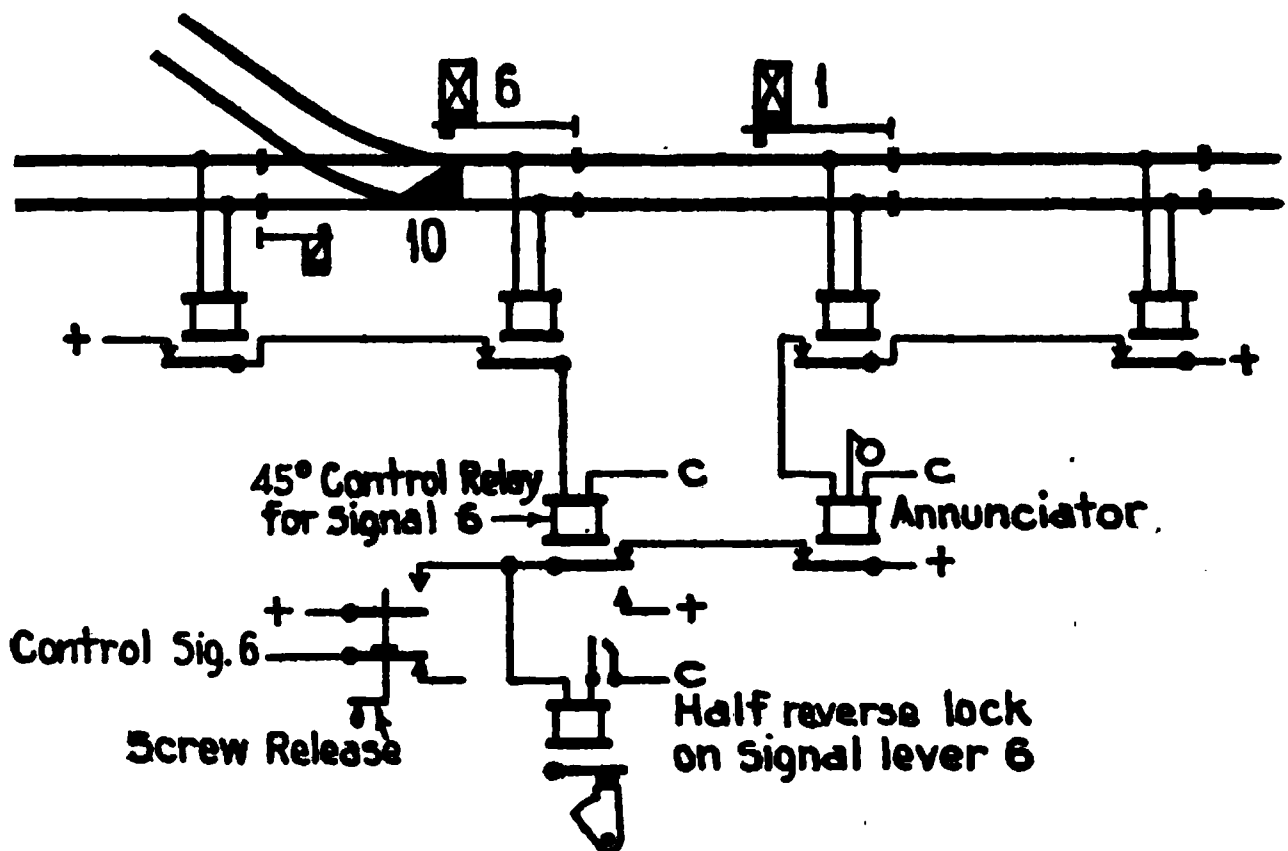 6
1
10
+
+
45° Control Relay
for Signal 6
C
C
Annunciator.
+
+
+
Control Sig. 6
C
Screw Release
Half reverse lock
on Signal lever 6